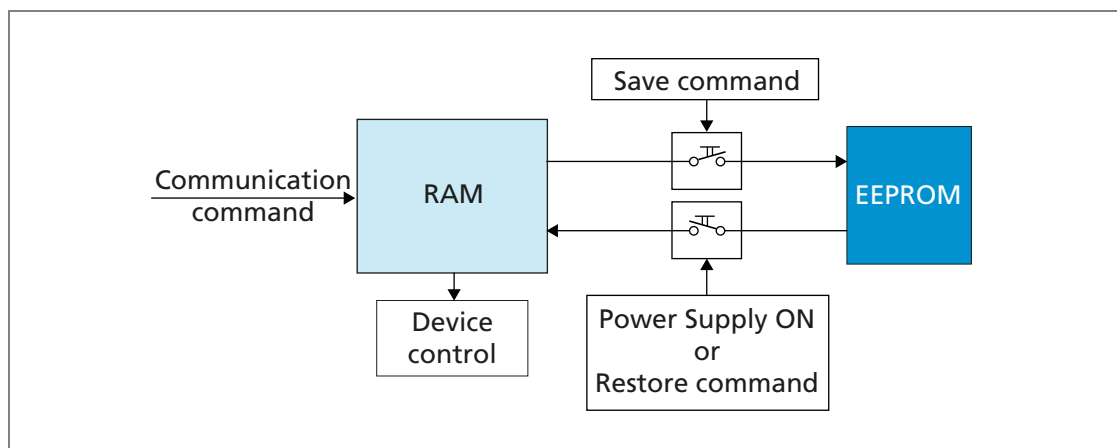 Save command
Communication
command
RAM
EEPROM
Device
control
Power Supply ON
or
Restore command